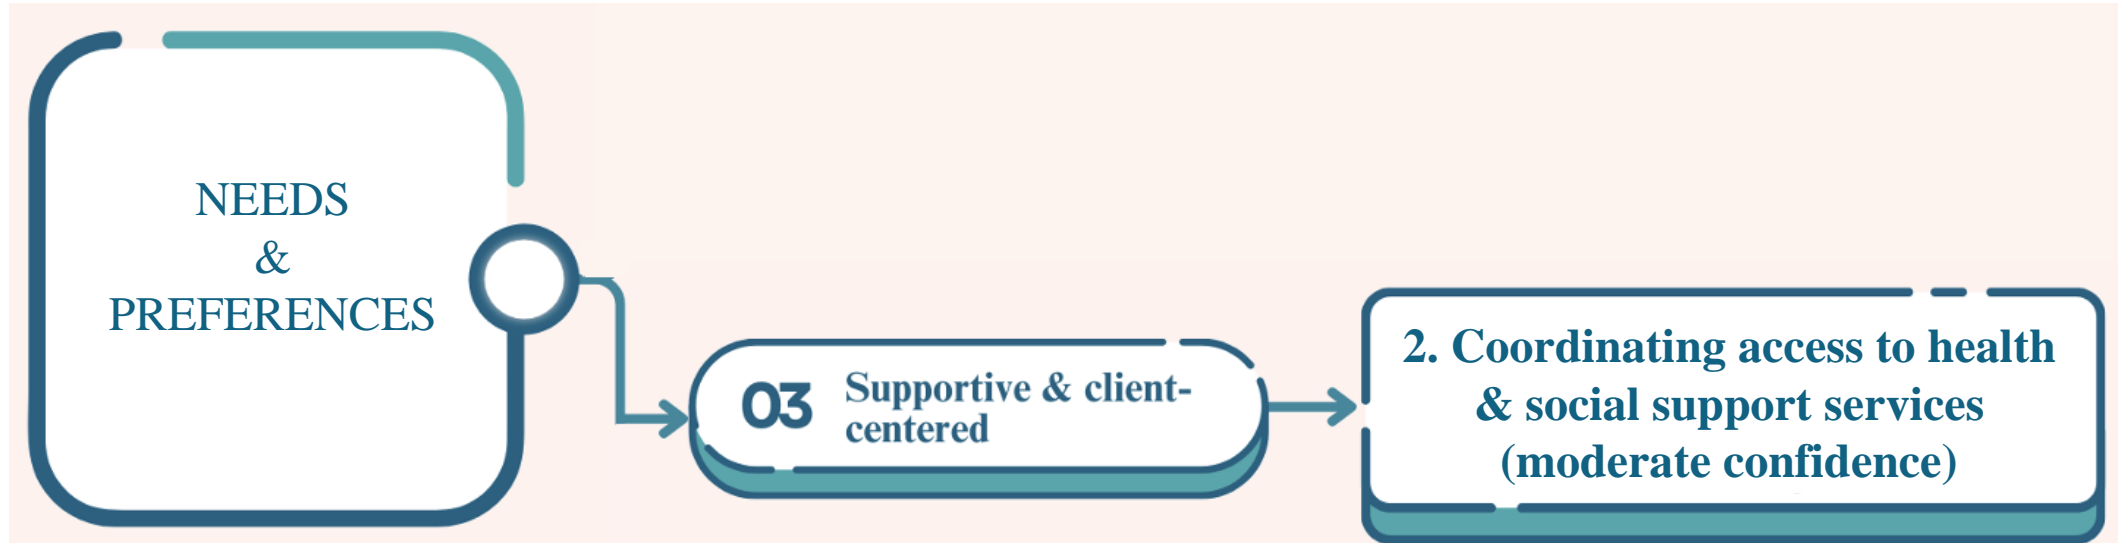 NEEDS
&
PREFERENCES
03
Supportive & client-
centered
2. Coordinating access to health
& social support services
(moderate confidence)